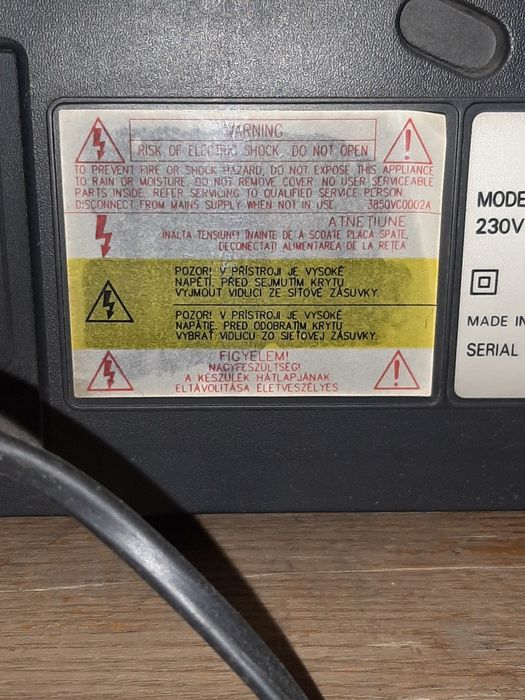 WARNING
RISK OF ELECTRIC SHOCK, DO NOT OPEN
TO PREVENT FIRE OR SHOCK HAZARD, DO NOT EXPOSE THIS APPLIANCE
TO RAIN OR MOISTURE. DO NOT REMOVE COVER. NO USER SERVICEABLE
PARTS INSIDE. REFER SERVICING TO QUALIFIED SERVICE PERSON.
DISCONNECT FROM MAINS SUPPLY WHEN NOT IN USE. 3850VC0002A
ATNEŢIUNE
INALTA TENSIUNE! INAINTE DE A SCOATE PLACA SPATE,
DECONECTAŢI ALIMENTAREA DE LA REŢEA
POZOR! V PŘÍSTROJI JE VYSOKÉ
NAPĚTÍ. PŘED SEJMUTÍM KRYTU
VYJMOUT VIDLICI ZE SÍŤOVÉ ZÁSUVKY.
POZOR! V PRÍSTROJI JE VYSOKÉ
NAPÄTIE. PRED ODOBRATÍM KRYTU
VYBRAŤ VIDLICU ZO SIEŤOVEJ ZÁSUVKY.
FIGYELEM!
NAGYFESZÜLTSÉG!
A KÉSZÜLÉK HÁTLAPJÁNAK
ELTÁVOLÍTÁSA ÉLETVESZÉLYES
MODE
230V
MADE IN
SERIAL